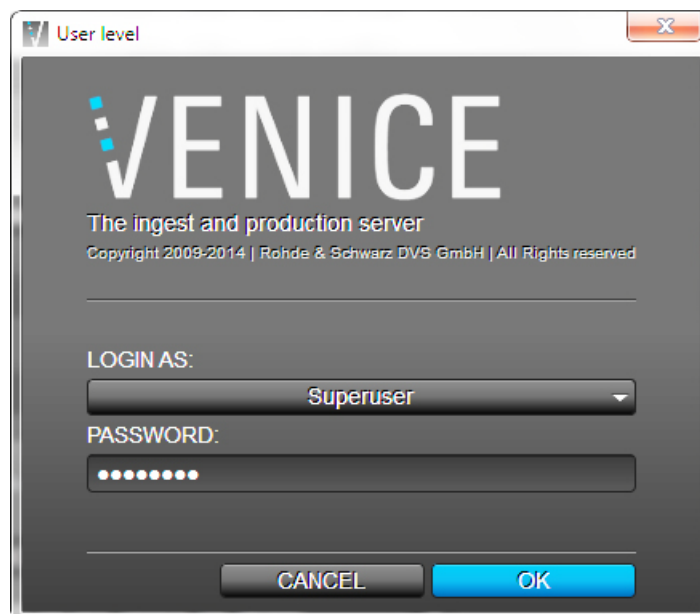 User level
VENICE
The ingest and production server
Copyright 2009-2014 | Rohde & Schwarz DVS GmbH | All Rights reserved
LOGIN AS:
Superuser
PASSWORD:
●●●●●●●●
CANCEL OK